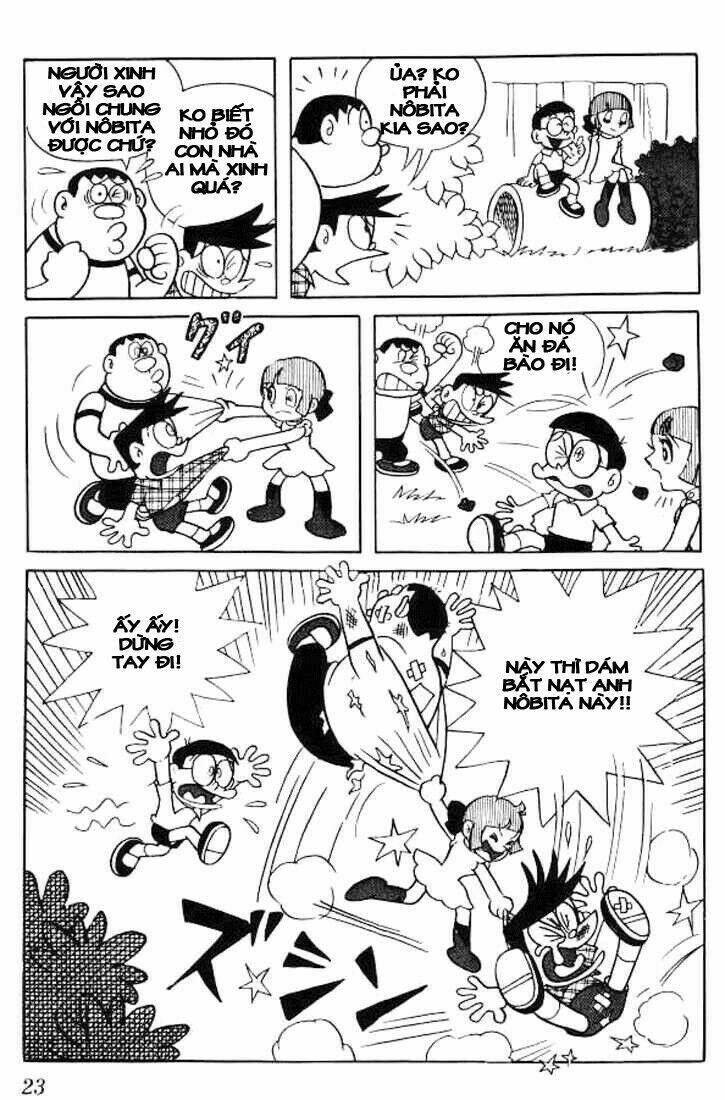 ỦA? KO
PHẢI
NÔBITA
KIA SAO?
KO BIẾT
NHỎ ĐÓ
CON NHÀ
AI MÀ XINH
QUÁ?
NGƯỜI XINH
VẬY SAO
NGỒI CHUNG
VỚI NÔBITA
ĐƯỢC CHỨ?
CHO NÓ
ĂN ĐÁ
BÀO ĐỊ!
グイ
NÀY THÌ DÁM
BẮT NẠT ANH
NÔBITA NÀY!!
ẤY ẤY!
DỪNG
TAY ĐI!
ズシン
23